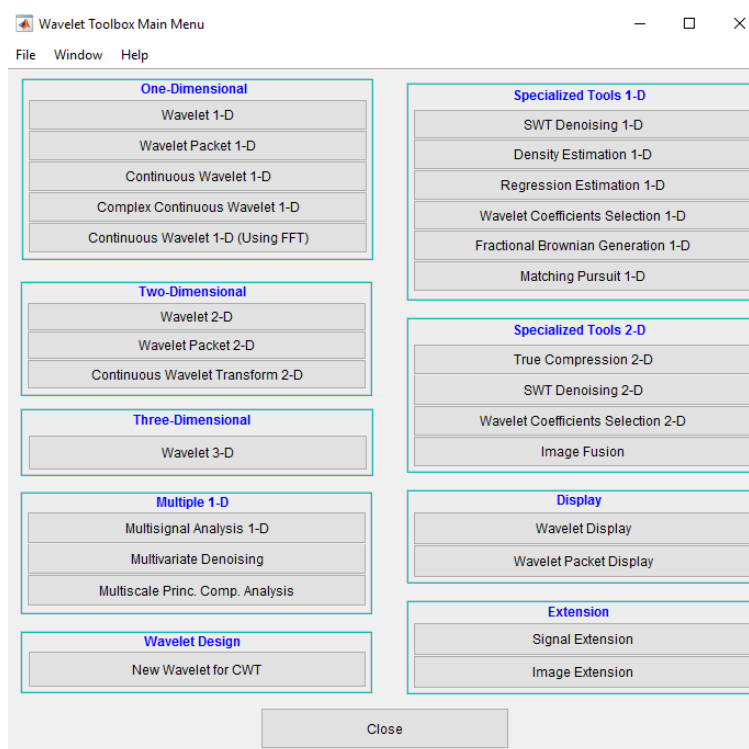 Wavelet Toolbox Main Menu
File Window Help
One-Dimensional
Wavelet 1-D
Wavelet Packet 1-D
Continuous Wavelet 1-D
Complex Continuous Wavelet 1-D
Continuous Wavelet 1-D (Using FFT)
Two-Dimensional
Wavelet 2-D
Wavelet Packet 2-D
Continuous Wavelet Transform 2-D
Three-Dimensional
Wavelet 3-D
Multiple 1-D
Multisignal Analysis 1-D
Multivariate Denoising
Multiscale Princ. Comp. Analysis
Wavelet Design
New Wavelet for CWT
Specialized Tools 1-D
SWT Denoising 1-D
Density Estimation 1-D
Regression Estimation 1-D
Wavelet Coefficients Selection 1-D
Fractional Brownian Generation 1-D
Matching Pursuit 1-D
Specialized Tools 2-D
True Compression 2-D
SWT Denoising 2-D
Wavelet Coefficients Selection 2-D
Image Fusion
Display
Wavelet Display
Wavelet Packet Display
Extension
Signal Extension
Image Extension
Close